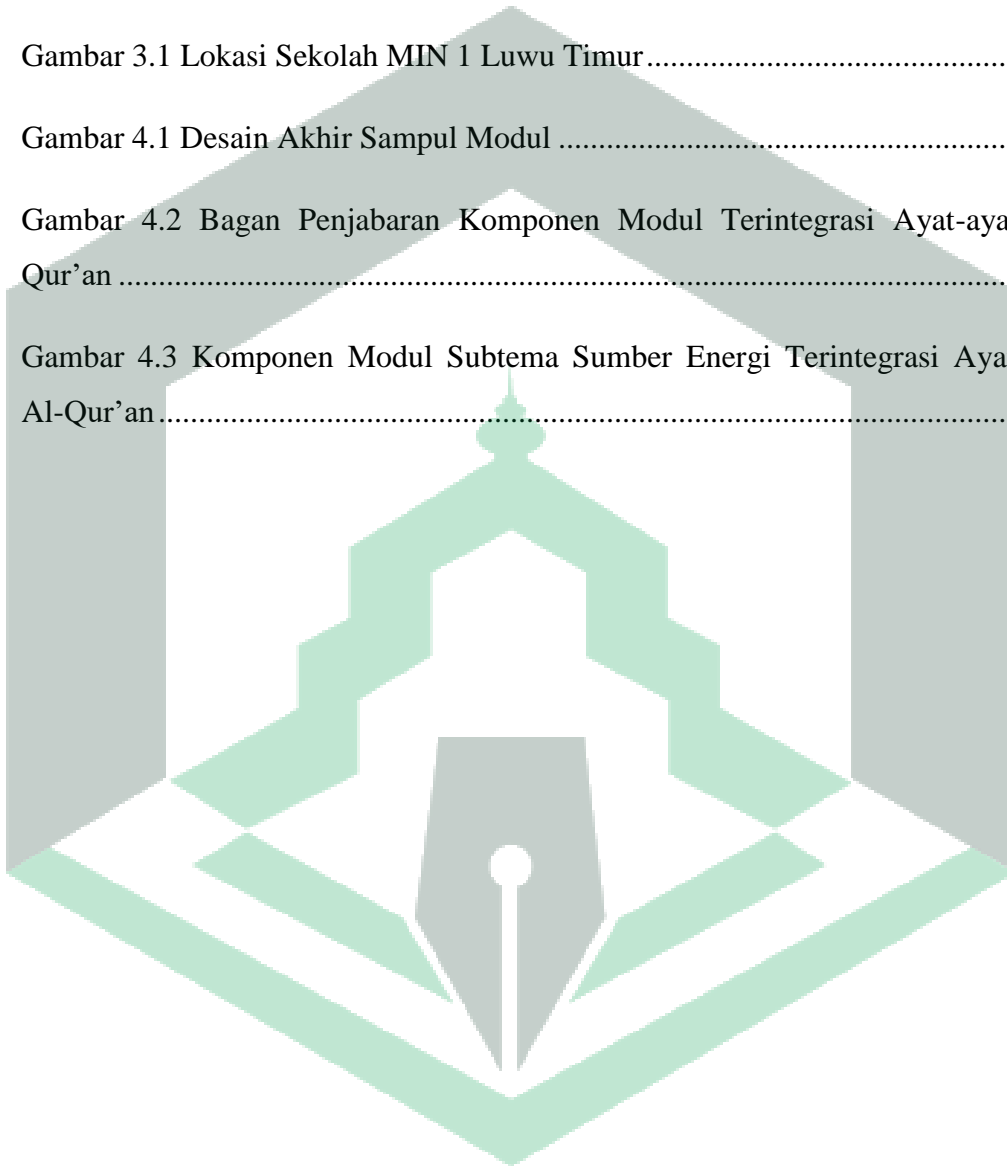 Gambar 3.1 Lokasi Sekolah MIN 1 Luwu Timur.......................................
Gambar 4.1 Desain Akhir Sampul Modul ................................................
Gambar 4.2 Bagan Penjabaran Komponen Modul Terintegrasi Ayat-aya
Qur’an ....................................................................................................
Gambar 4.3 Komponen Modul Subtema Sumber Energi Terintegrasi Aya
Al-Qur’an................................................................................................